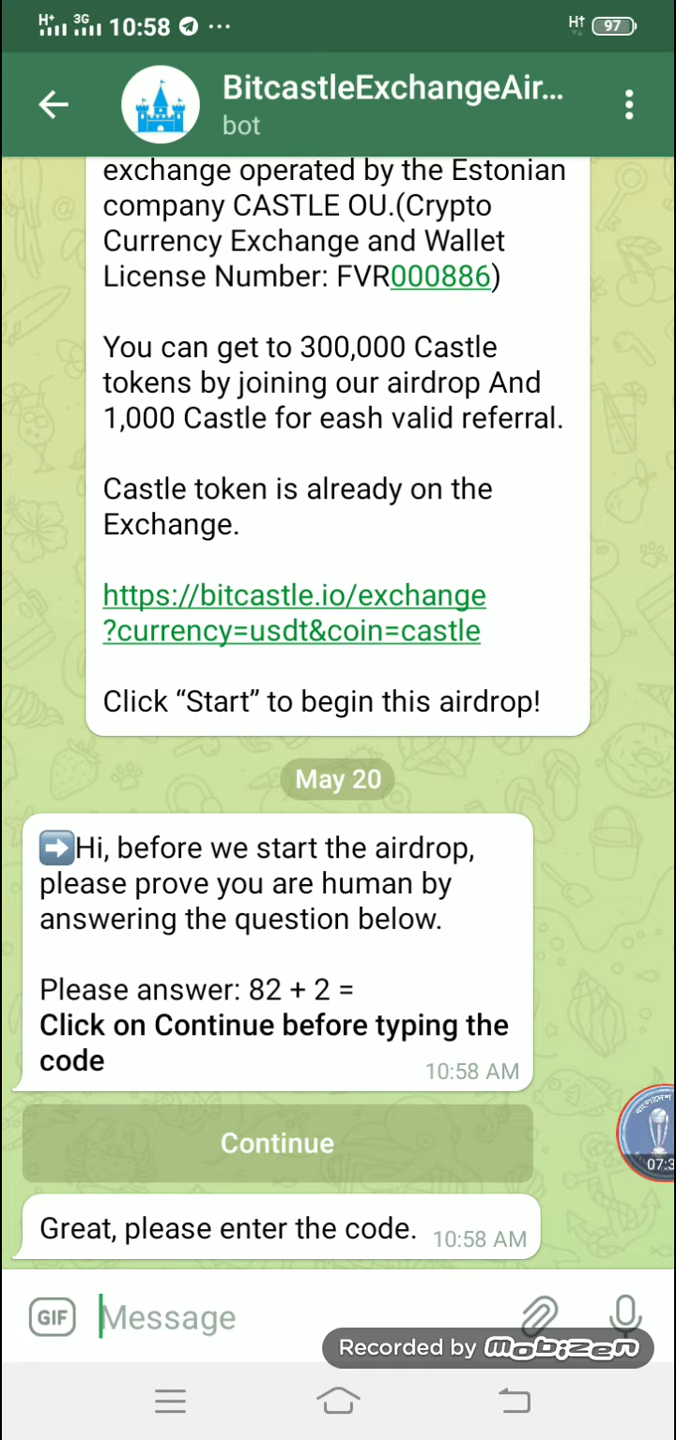 H+ 3G 10:58 ... H† 97
BitcastleExchangeAir...
bot
exchange operated by the Estonian
company CASTLE OU.(Crypto
Currency Exchange and Wallet
License Number: FVR000886)
You can get to 300,000 Castle
tokens by joining our airdrop And
1,000 Castle for eash valid referral.
Castle token is already on the
Exchange.
https://bitcastle.io/exchange
?currency=usdt&coin=castle
Click “Start” to begin this airdrop!
May 20
➡️Hi, before we start the airdrop,
please prove you are human by
answering the question below.
Please answer: 82 + 2 =
Click on Continue before typing the
code
10:58 AM
07:3
Continue
Great, please enter the code.
10:58 AM
GIF
Message
Recorded by Mobizen